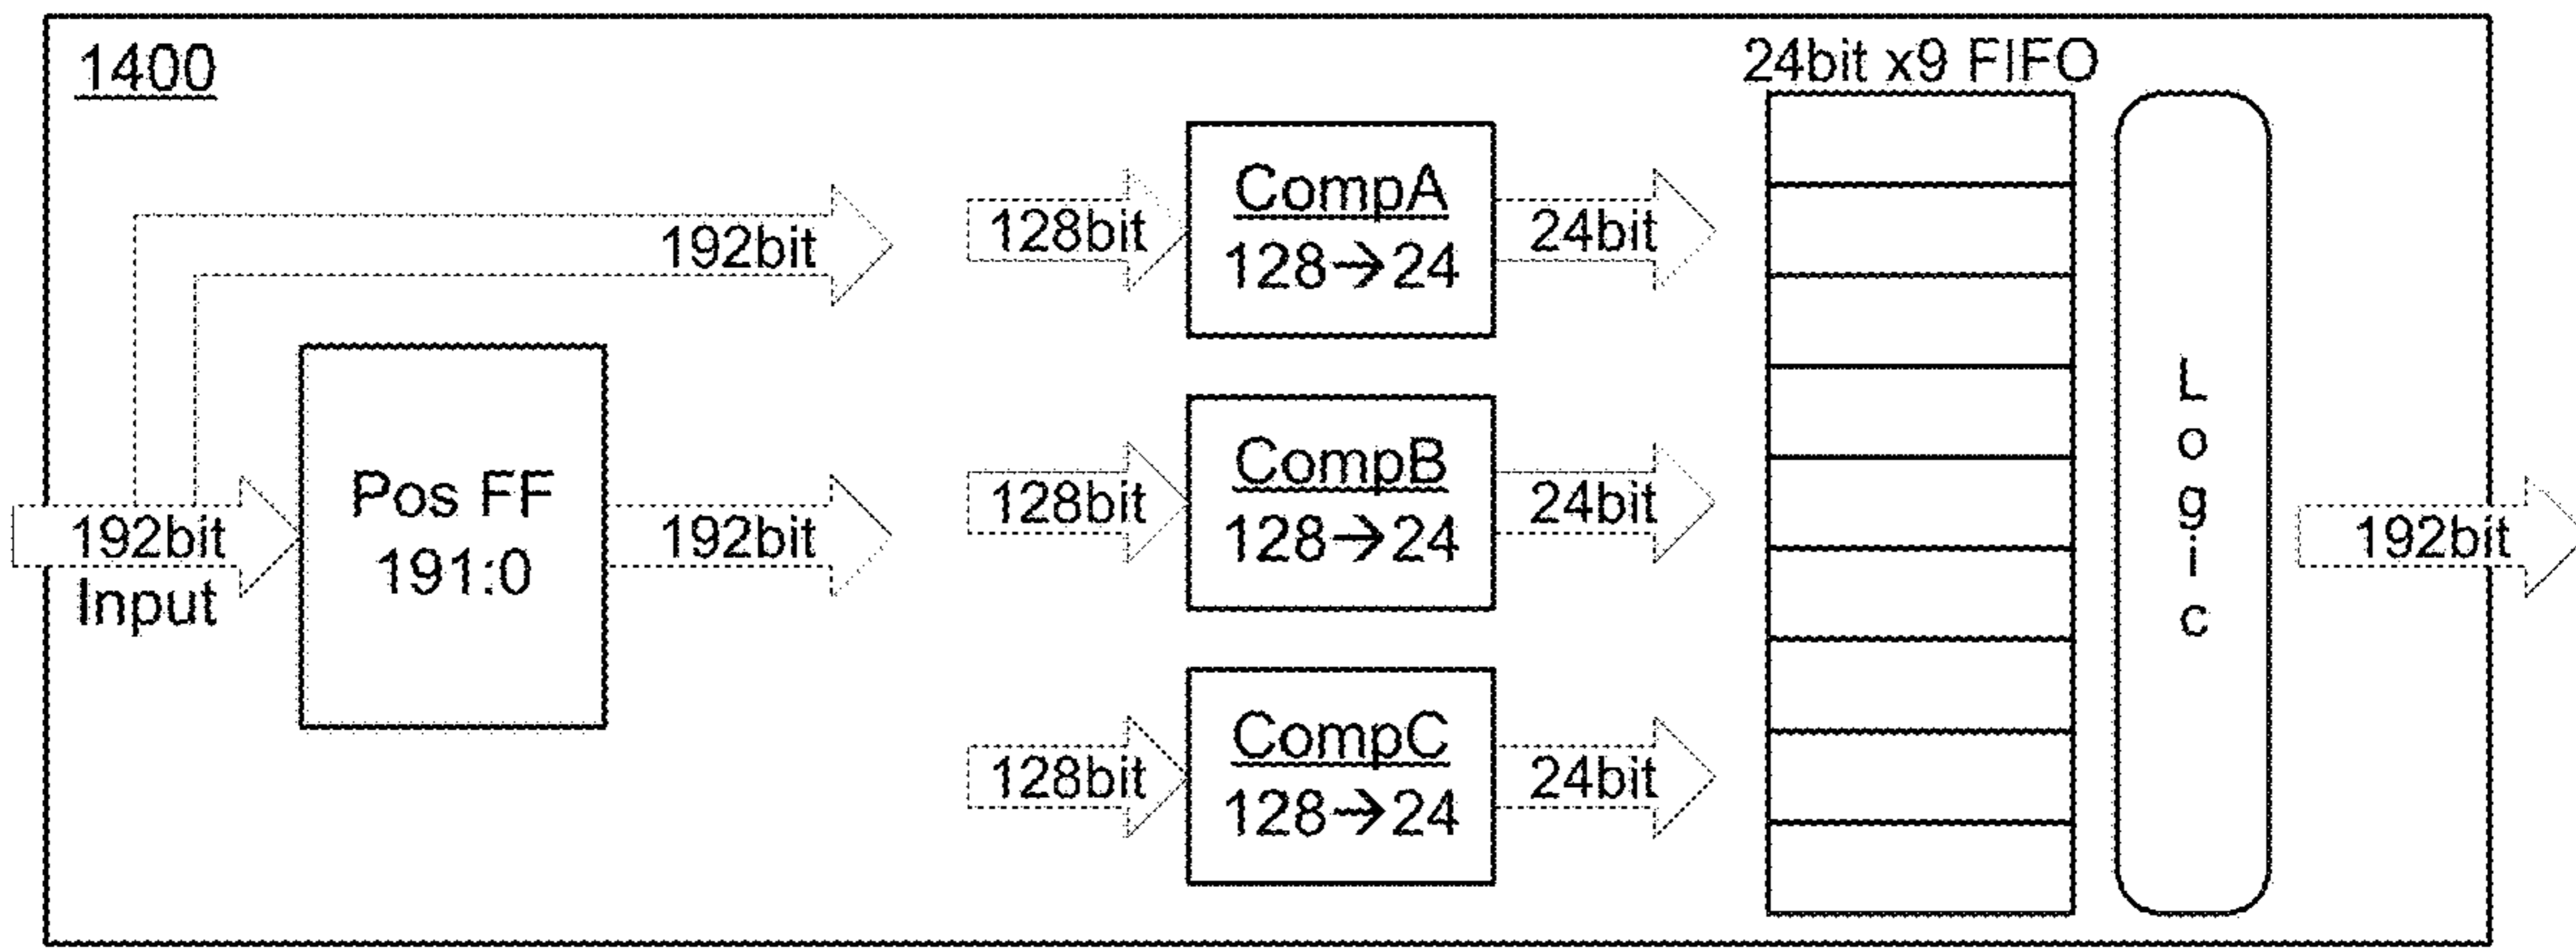 1400
24bit x9 FIFO
192bit
128bit
CompA
128→24
24bit
192bit
Input
Pos FF
191:0
192bit
128bit
CompB
128→24
24bit
Logic
192bit
128bit
CompC
128→24
24bit